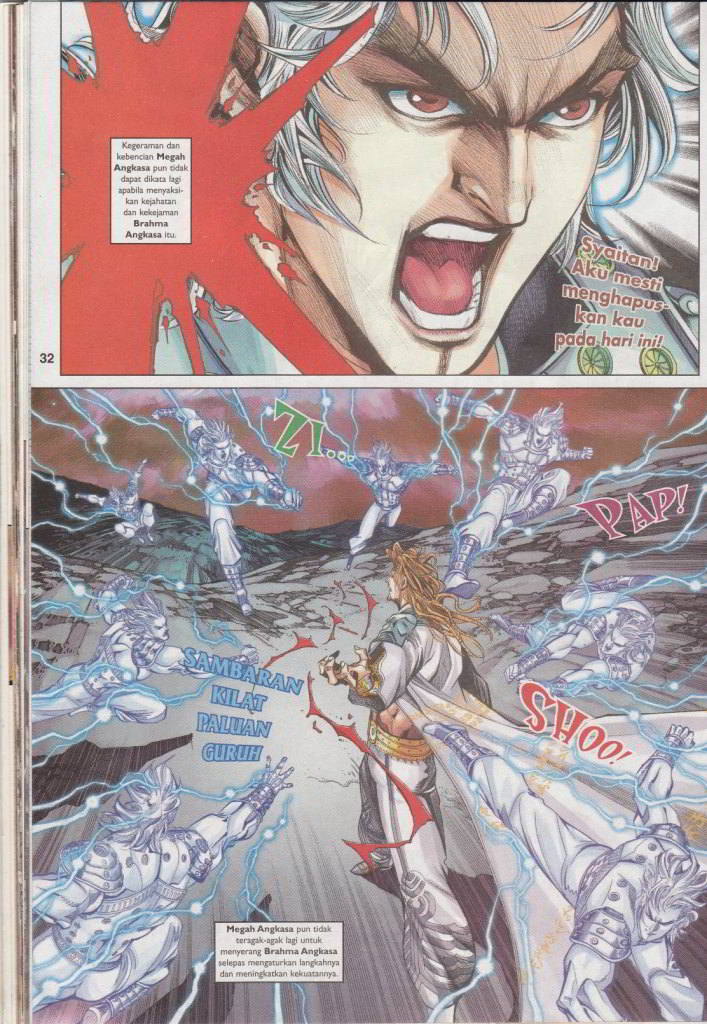 Kegeraman dan
kebencian Megah
Angkasa pun tidak
dapat dikata lagi
apabila menyaksi-
kan kejahatan
dan kekejaman
Brahma
Angkasa itu.
Syaitan!
Aku mesti
menghapus-
kan kau
pada hari ini!
32
ZI...
PAP!
SAMBARAN
KILAT
PALUAN
GURUH
SHOO!
Megah Angkasa pun tidak
teragak-agak lagi untuk
menyerang Brahma Angkasa
selepas mengaturkan langkahnya
dan meningkatkan kekuatannya.